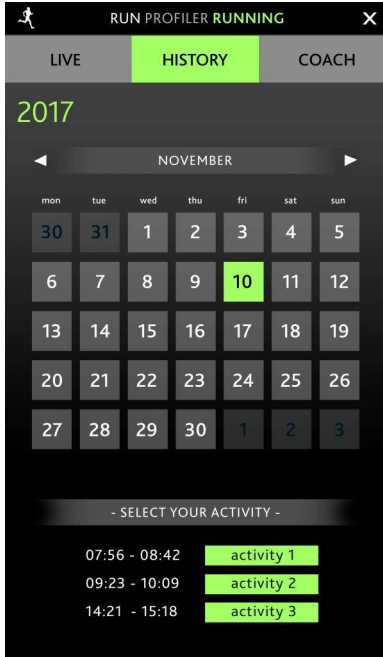 RUN PROFILER RUNNING X
LIVE HISTORY COACH
2017
NOVEMBER
mon tue wed thu fri sat sun
30 31 1 2 3 4 5
6 7 8 9 10 11 12
13 14 15 16 17 18 19
20 21 22 23 24 25 26
27 28 29 30 1 2 3
- SELECT YOUR ACTIVITY -
07:56 - 08:42 activity 1
09:23 - 10:09 activity 2
14:21 - 15:18 activity 3